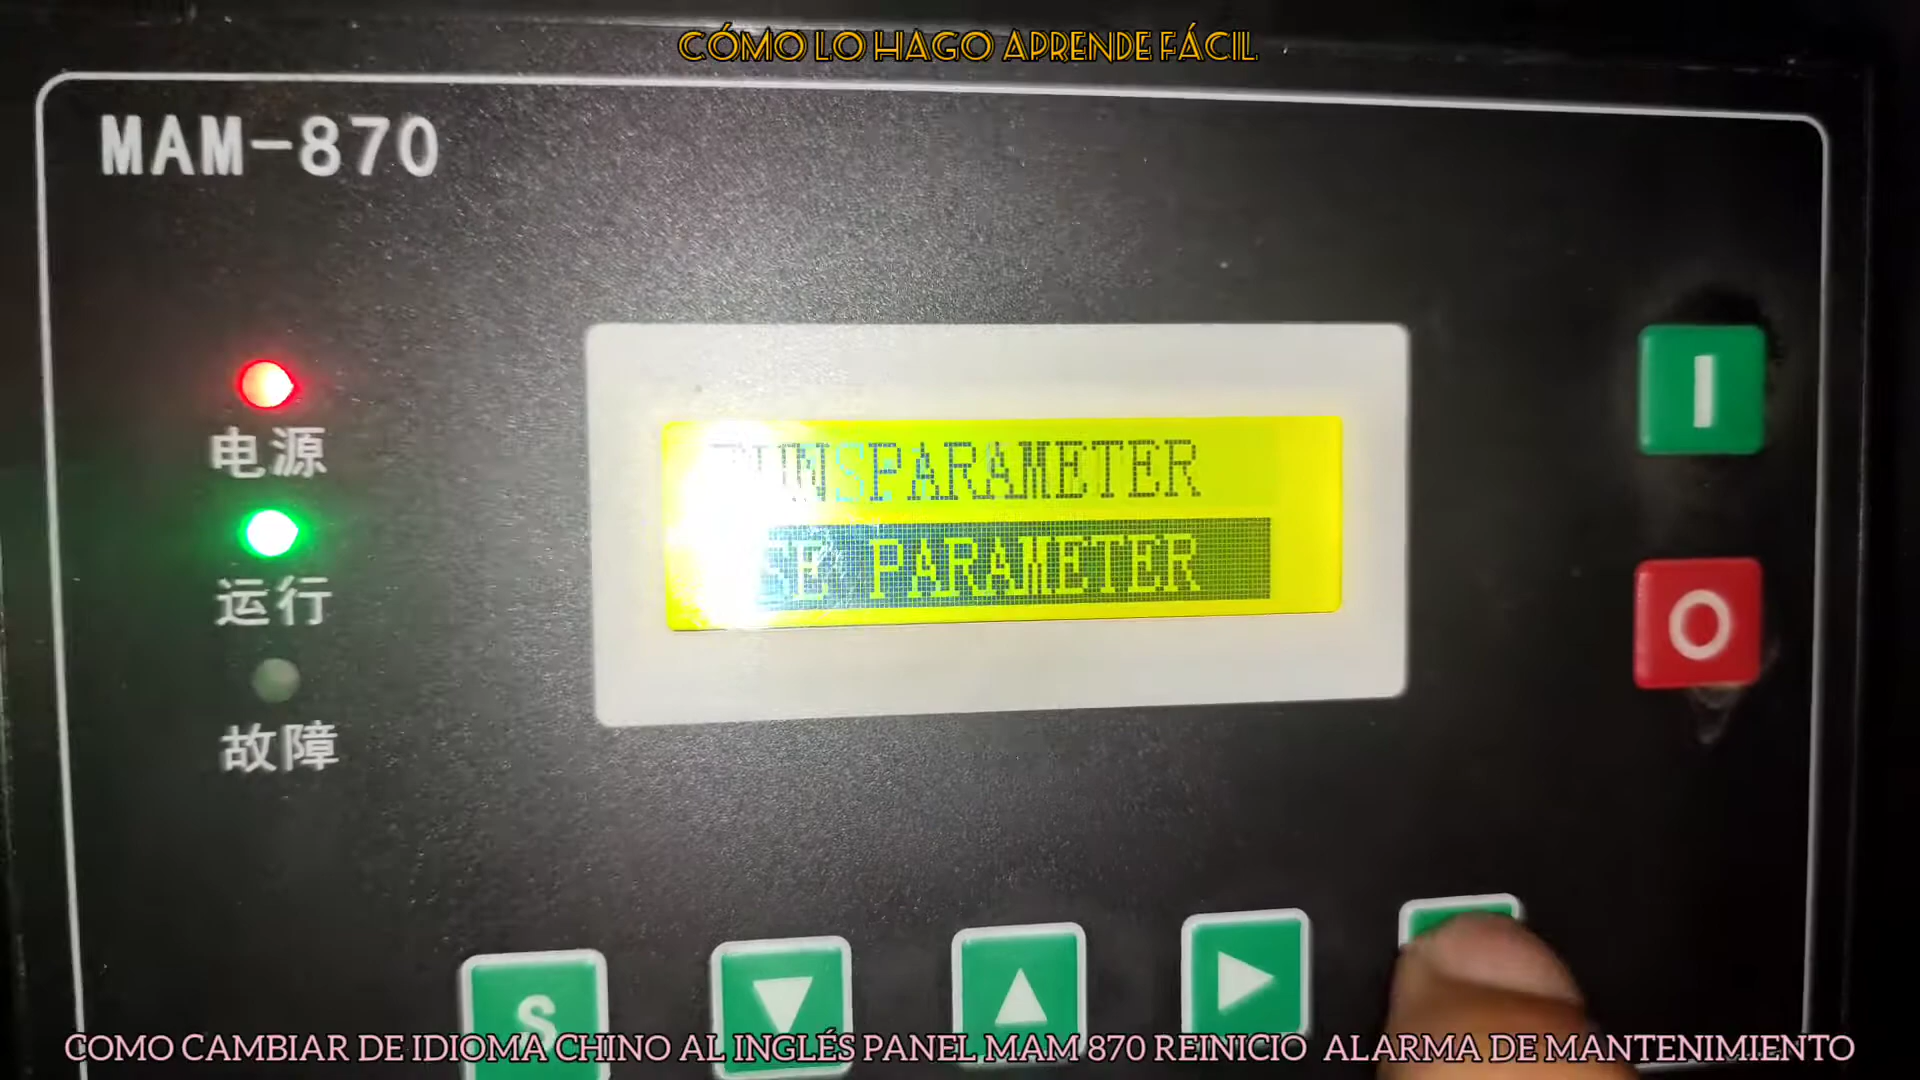 CÓMO LO HAGO APRENDE FÁCIL
MAM-870
电源
运行
故障
PARAMETER
PARAMETER
I
O
S
COMO CAMBIAR DE IDIOMA CHINO AL INGLÉS PANEL MAM 870 REINICIO ALARMA DE MANTENIMIENTO